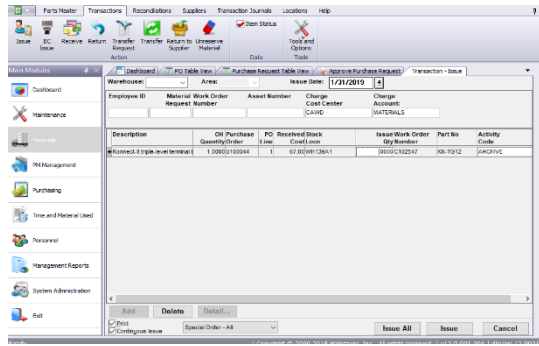 Parts Master Transactions Reconciliations Suppliers Transaction Journals Locations Help
Issue EC Issue Receive Return Transfer Request Transfer Return to Supplier Unreserve Material Item Status Tools and Options
Action Data Tools
Main Modules
Dashboard PO Table View Purchase Request Table View Approve Purchase Request Transaction - Issue
Warehouse: Area: Issue Date: 1/31/2019
Employee ID Material Request Work Order Number Asset Number Charge Cost Center Charge Account:
CAWD MATERIALS
Description OH Quantity Purchase Order PO Line Received Cost Stock Locn Issue Qty Work Order Number Part No Activity Code
Konnect-It triple-level terminal 1.0000 1 67.00 KN-TG12 ARCHIVE
Dashboard
Maintenance
Materials
PM Management
Purchasing
Time and Material Used
Personnel
Management Reports
System Administration
Exit
Add Delete Detail...
Print
Continuous Issue
Special Order - All
Issue All Issue Cancel
Ready